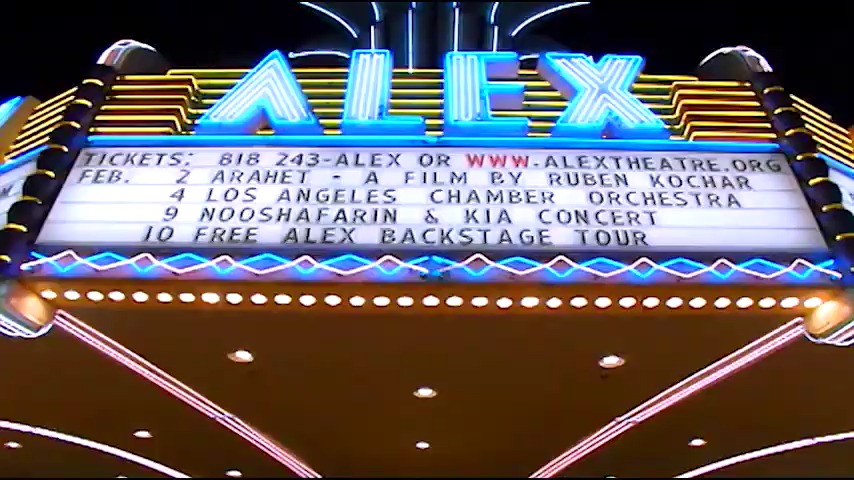 ALEX
TICKETS: 818 243-ALEX OR WWW.ALEXTHEATRE.ORG
FEB. 2 ARAHET - A FILM BY RUBEN KOCHAR
4 LOS ANGELES CHAMBER ORCHESTRA
9 NOOSHAFARIN & KIA CONCERT
10 FREE ALEX BACKSTAGE TOUR